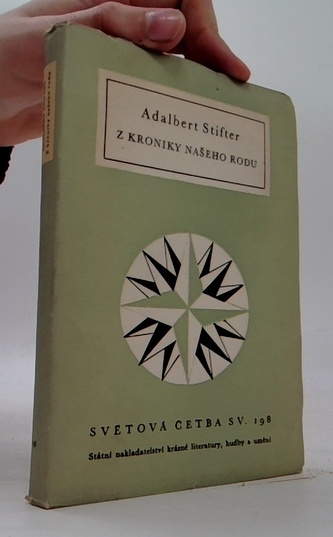 Adalbert Stifter
Z KRONIKY NAŠEHO RODU
SVĚTOVÁ ČETBA SV. 198
Státní nakladatelství krásné literatury, hudby a umění